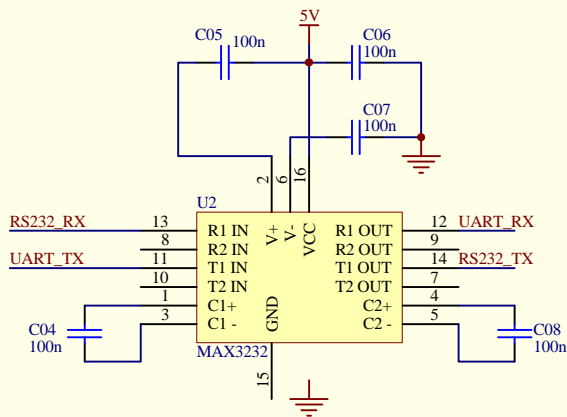 5V
C05
100n
C06
100n
C07
100n
2
6
16
U2
RS232_RX 13 R1 IN V+ V- VCC R1 OUT 12 UART_RX
8 R2 IN R2 OUT 9
UART_TX 11 T1 IN T1 OUT 14 RS232_TX
10 T2 IN T2 OUT 7
1 C1+ GND C2+ 4
C04 3 C1 - C2 - 5 C08
100n 100n
MAX3232
15